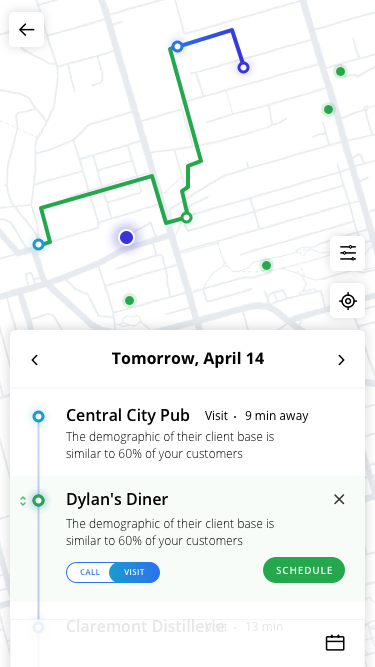 Tomorrow, April 14
Central City Pub Visit · 9 min away
The demographic of their client base is
similar to 60% of your customers
Dylan's Diner
The demographic of their client base is
similar to 60% of your customers
CALL VISIT
SCHEDULE
Claremont Distillerie Visit · 13 min